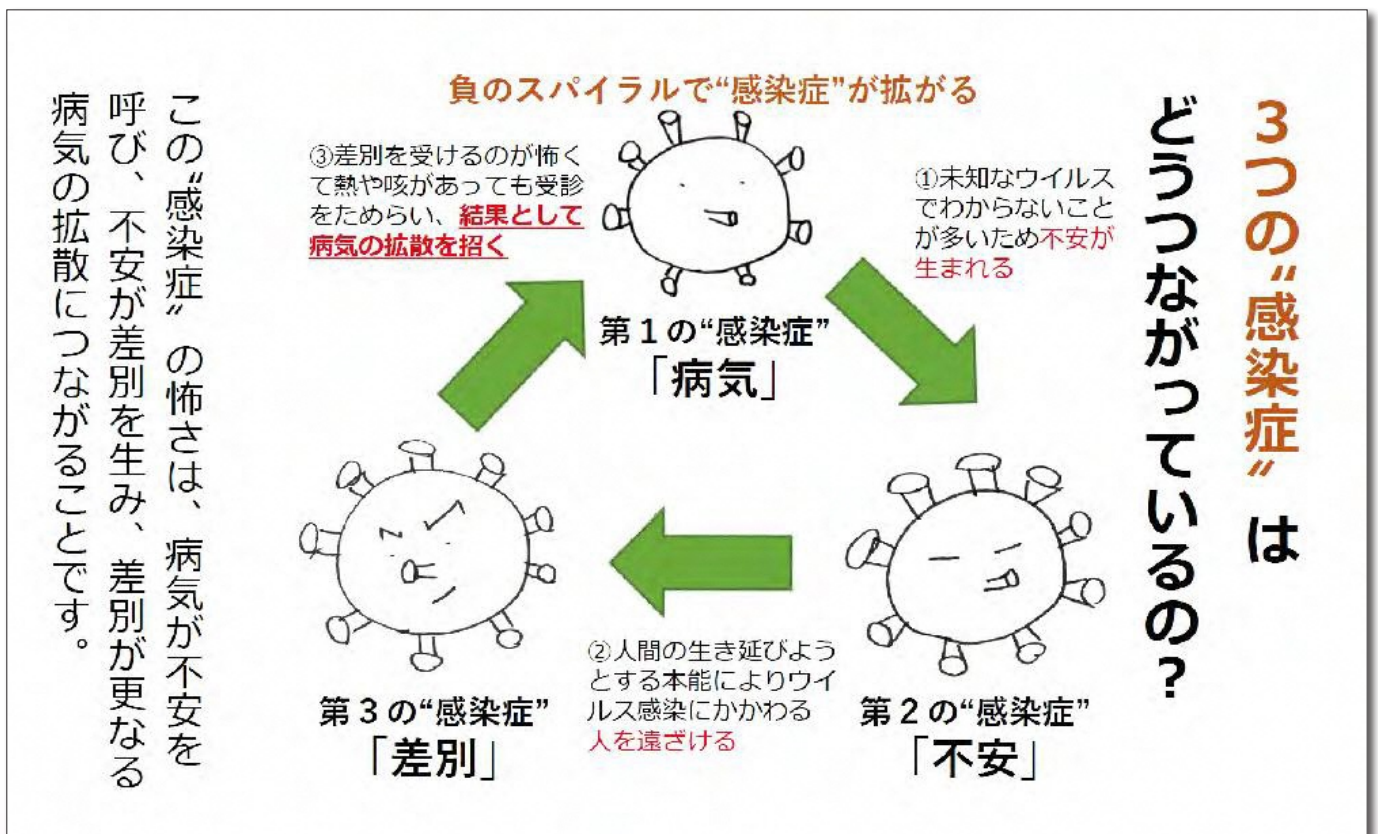 3つの“感染症”は
どうつながっているの?
負のスパイラルで“感染症”が拡がる
①未知なウイルス
でわからないこと
が多いため不安が
生まれる
第1の“感染症”
「病気」
③差別を受けるのが怖く
て熱や咳があっても受診
をためらい、結果として
病気の拡散を招く
第2の“感染症”
「不安」
②人間の生き延びよう
とする本能によりウイ
ルス感染にかかわる
人を遠ざける
第3の“感染症”
「差別」
この“感染症”の怖さは、病気が不安を
呼び、不安が差別を生み、差別が更なる
病気の拡散につながることです。